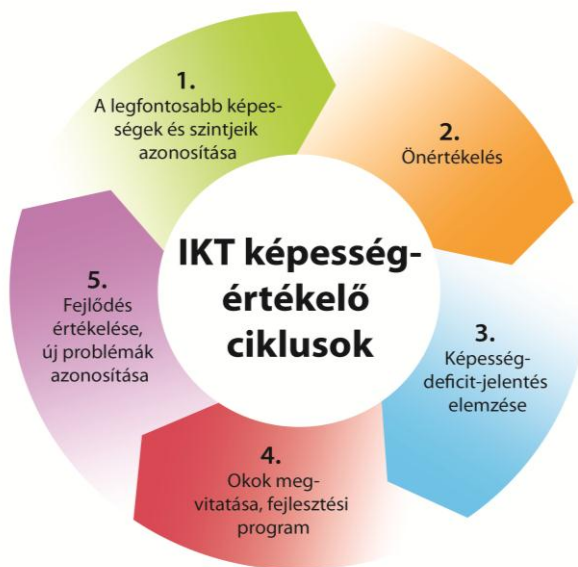 1.
A legfontosabb képes-
ségek és szintjeik
azonosítása
2.
Önértékelés
IKT képesség-
értékelő
ciklusok
3.
Képesség-
deficit-jelentés
elemzése
4.
Okok meg-
vitatása, fejlesztési
program
5.
Fejlődés
értékelése,
új problémák
azonosítása